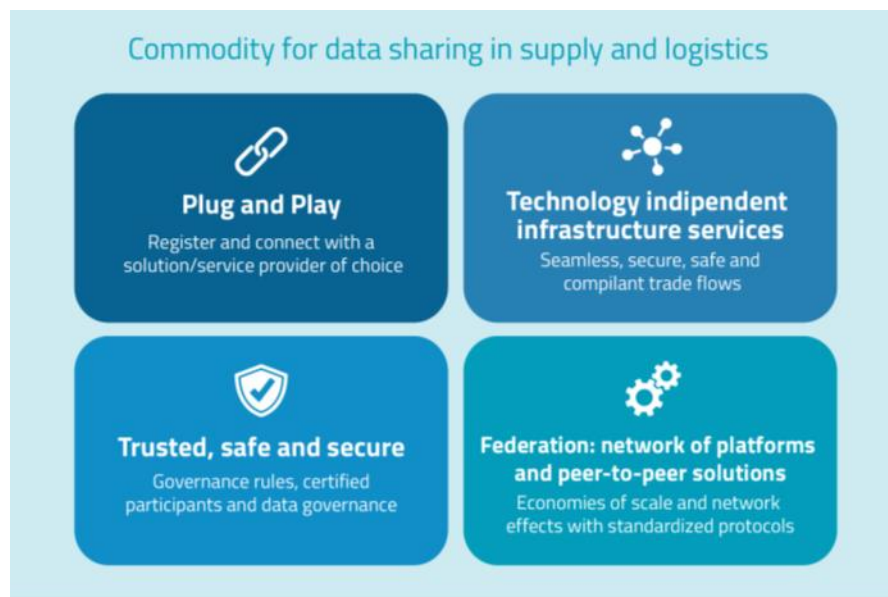 Commodity for data sharing in supply and logistics
Plug and Play
Register and connect with a
solution/service provider of choice
Technology indipendent
infrastructure services
Seamless, secure, safe and
compilant trade flows
Trusted, safe and secure
Governance rules, certified
participants and data governance
Federation: network of platforms
and peer-to-peer solutions
Economies of scale and network
effects with standardized protocols